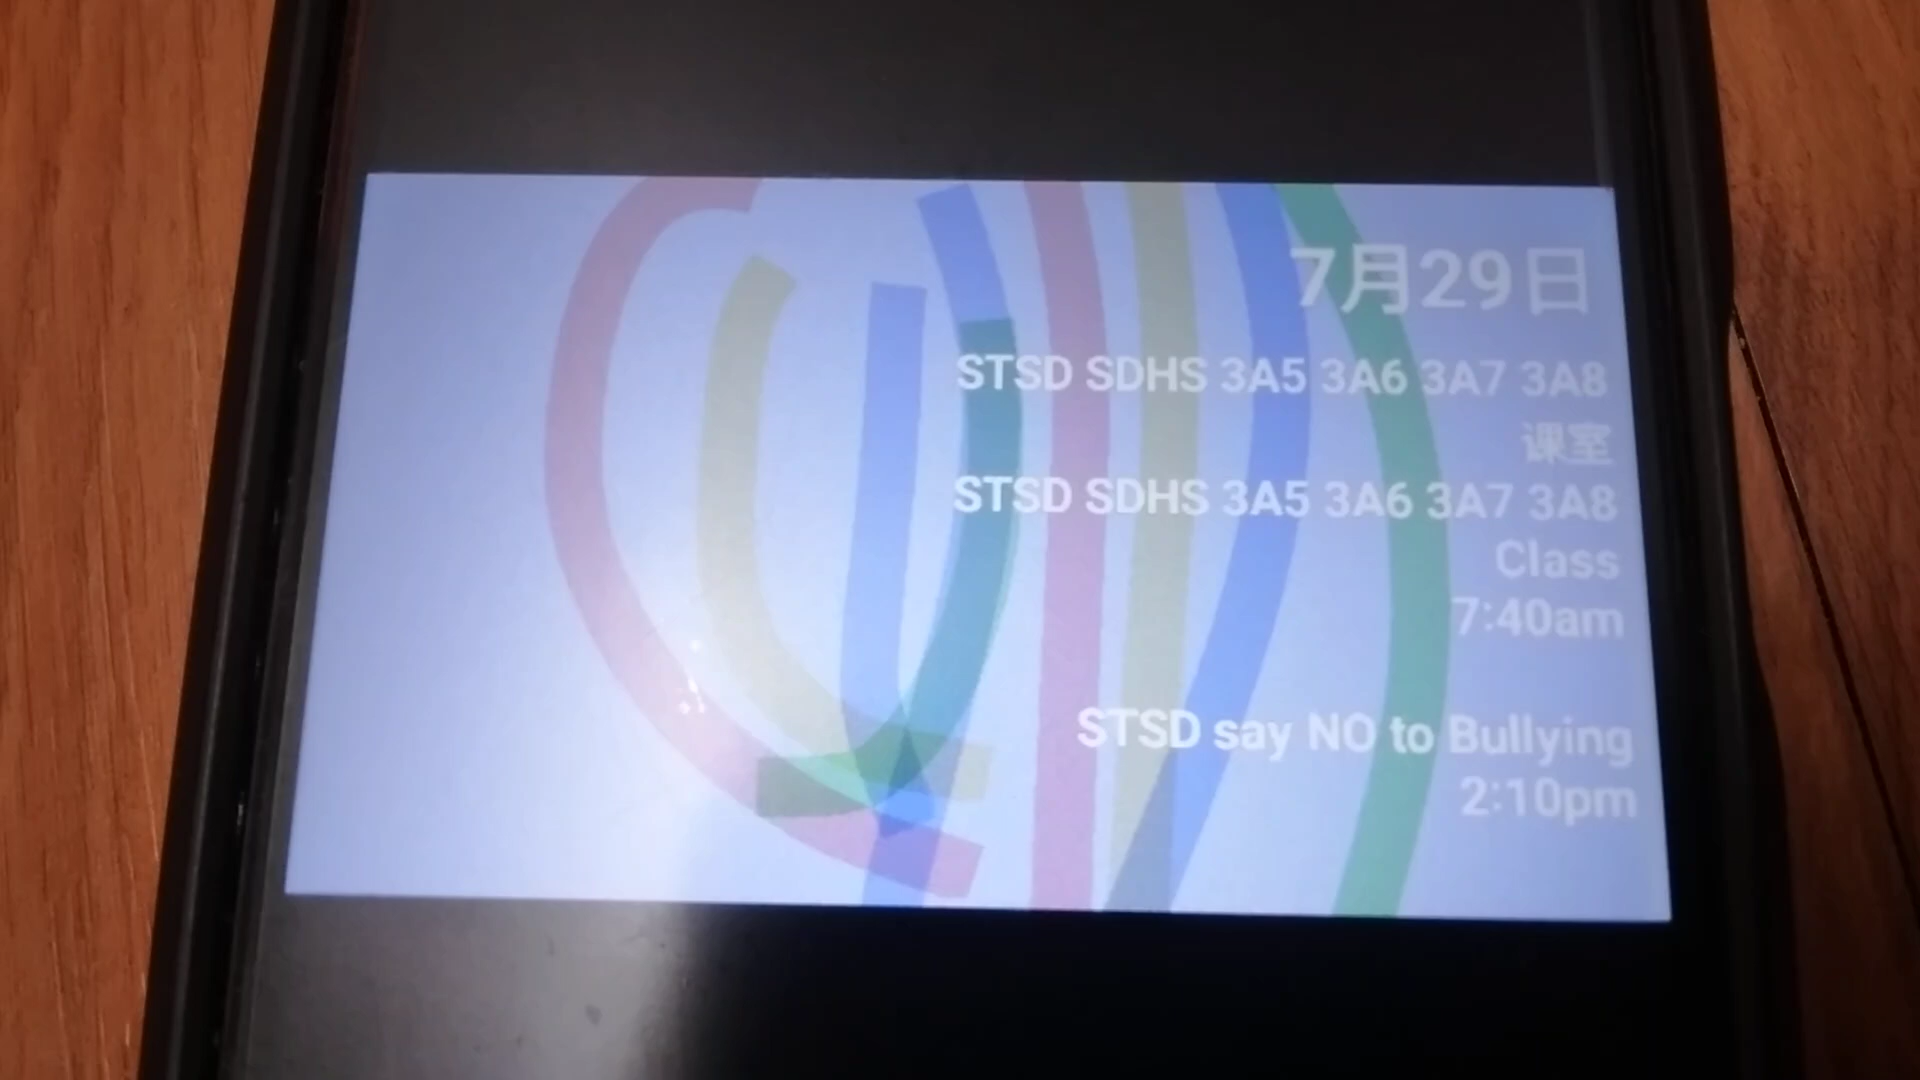 7月29日
STSD SDHS 3A5 3A6 3A7 3A8
课室
STSD SDHS 3A5 3A6 3A7 3A8
Class
7:40am
STSD say NO to Bullying
2:10pm